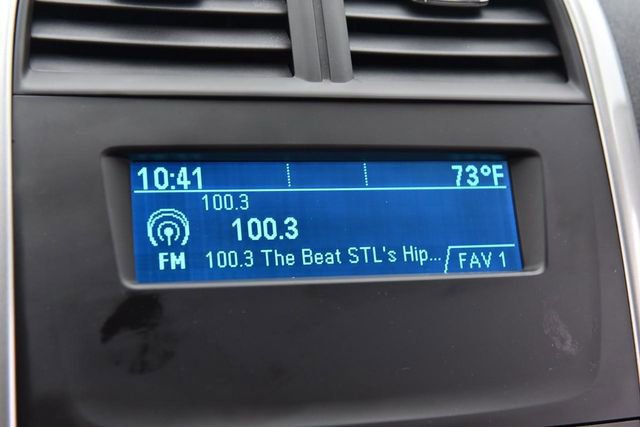 10:41 73°F
100.3
100.3
FM 100.3 The Beat STL's Hip... FAV 1